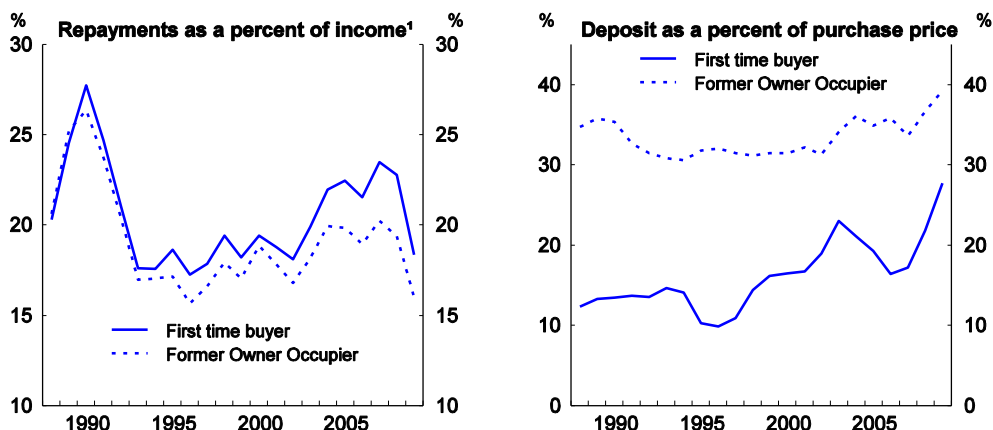 Repayments as a percent of income¹
% %
30 30
25 25
20 20
15 15
First time buyer
Former Owner Occupier
10 10
1990 1995 2000 2005
Deposit as a percent of purchase price
% %
First time buyer
Former Owner Occupier
40 40
30 30
20 20
10 10
0 0
1990 1995 2000 2005